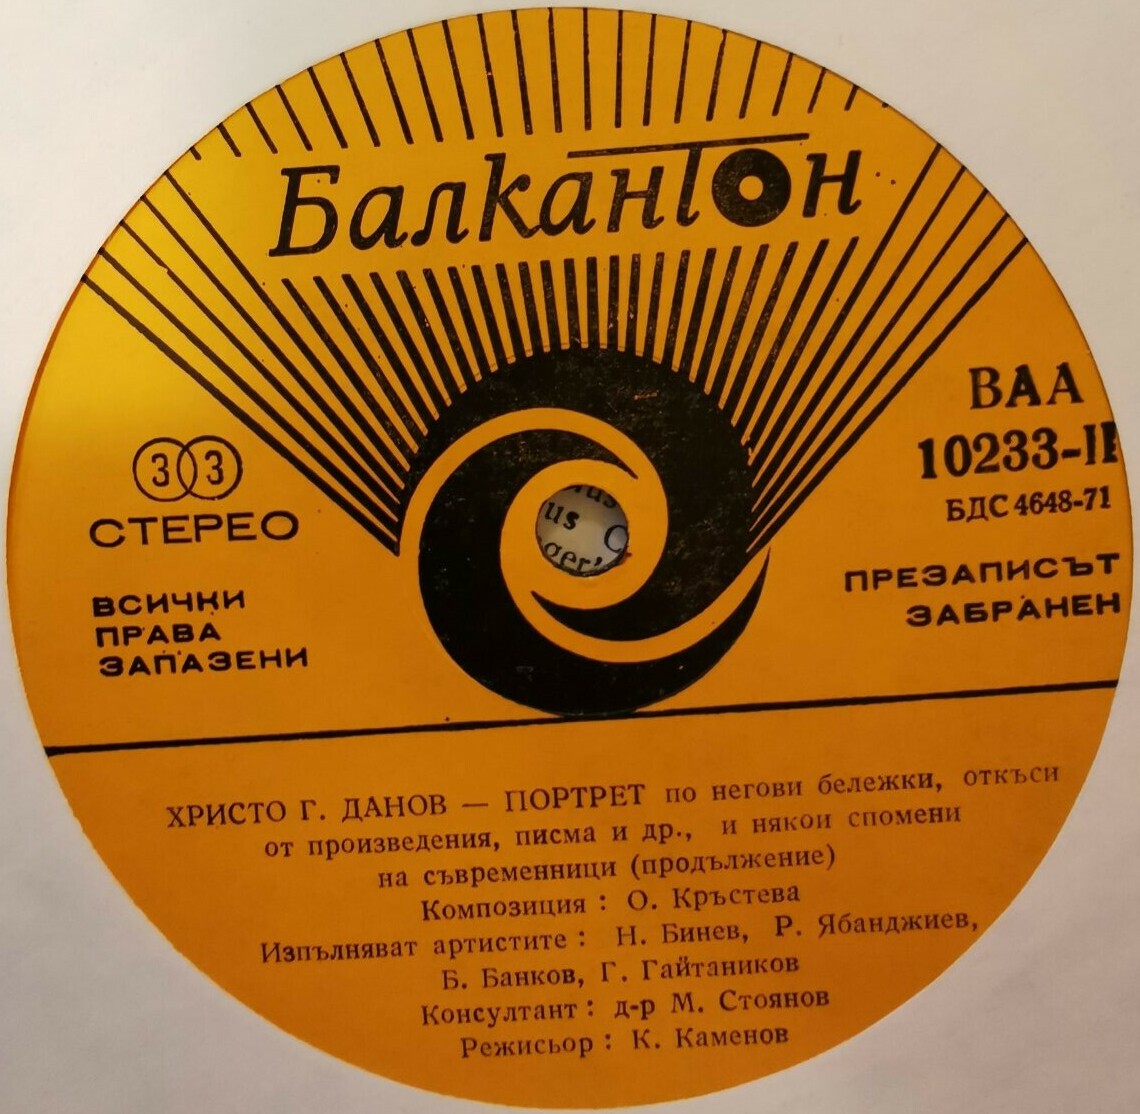 Балкантон
ВАА
10233-II
БДС 4648-71
33
СТЕРЕО
ВСИЧКИ
ПРАВА
ЗАПАЗЕНИ
ПРЕЗАПИСЪТ
ЗАБРАНЕН
us
ХРИСТО Г. ДАНОВ — ПОРТРЕТ по негови бележки, откъси
от произведения, писма и др., и някои спомени
на съвременници (продължение)
Композиция : О. Кръстева
Изпълняват артистите : Н. Бинев, Р. Ябанджиев,
Б. Банков, Г. Гайтаников
Консултант : д-р М. Стоянов
Режисьор : К. Каменов